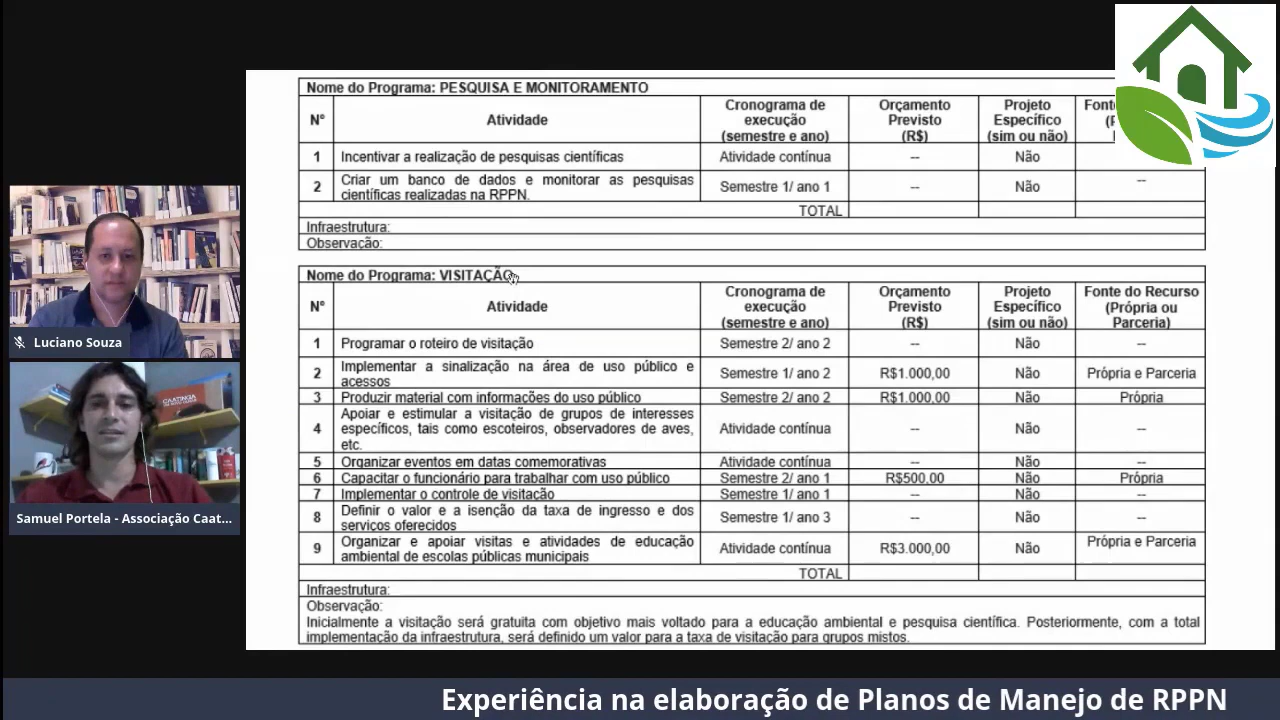 Nome do Programa: PESQUISA E MONITORAMENTO
Nº
Atividade
Cronograma de
execução
(semestre e ano)
Orçamento
Previsto
(R$)
Projeto
Específico
(sim ou não)
1
Incentivar a realização de pesquisas científicas
Atividade contínua
--
Não
2
Criar um banco de dados e monitorar as pesquisas
científicas realizadas na RPPN.
Semestre 1/ ano 1
--
Não
--
TOTAL
Infraestrutura:
Observação:
Nome do Programa: VISITAÇÃO
Nº
Atividade
Cronograma de
execução
(semestre e ano)
Orçamento
Previsto
(R$)
Projeto
Específico
(sim ou não)
Fonte do Recurso
(Própria ou
Parceria)
1
Programar o roteiro de visitação
Semestre 2/ ano 2
--
Não
--
2
Implementar a sinalização na área de uso público e
acessos
Semestre 1/ ano 2
R$1.000,00
Não
Própria e Parceria
3
Produzir material com informações do uso público
Semestre 2/ ano 2
R$1.000,00
Não
Própria
4
Apoiar e estimular a visitação de grupos de interesses
específicos, tais como escoteiros, observadores de aves,
etc.
Atividade contínua
--
Não
--
5
Organizar eventos em datas comemorativas
Atividade contínua
--
Não
--
6
Capacitar o funcionário para trabalhar com uso público
Semestre 2/ ano 1
R$500,00
Não
Própria
7
Implementar o controle de visitação
Semestre 1/ ano 1
--
Não
--
8
Definir o valor e a isenção da taxa de ingresso e dos
serviços oferecidos
Semestre 1/ ano 3
--
Não
--
9
Organizar e apoiar visitas e atividades de educação
ambiental de escolas públicas municipais
Atividade contínua
R$3.000,00
Não
Própria e Parceria
TOTAL
Infraestrutura:
Observação:
Inicialmente a visitação será gratuita com objetivo mais voltado para a educação ambiental e pesquisa científica. Posteriormente, com a total
implementação da infraestrutura, será definido um valor para a taxa de visitação para grupos mistos.
Luciano Souza
CAATINGA
Samuel Portela - Associação Caat...
Experiência na elaboração de Planos de Manejo de RPPN